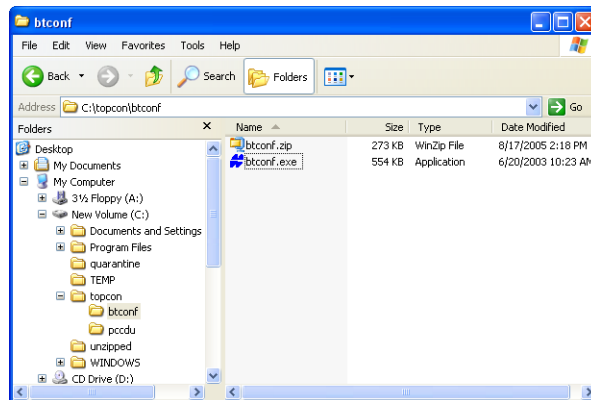 btconf
File Edit View Favorites Tools Help
Back Search Folders
Address C:\topcon\btconf Go
Folders × Name Size Type Date Modified
Desktop
My Documents
My Computer
3½ Floppy (A:)
New Volume (C:)
Documents and Settings
Program Files
quarantine
TEMP
topcon
btconf
pccdu
unzipped
WINDOWS
CD Drive (D:)
btconf.zip 273 KB WinZip File 8/17/2005 2:18 PM
btconf.exe 554 KB Application 6/20/2003 10:23 AM